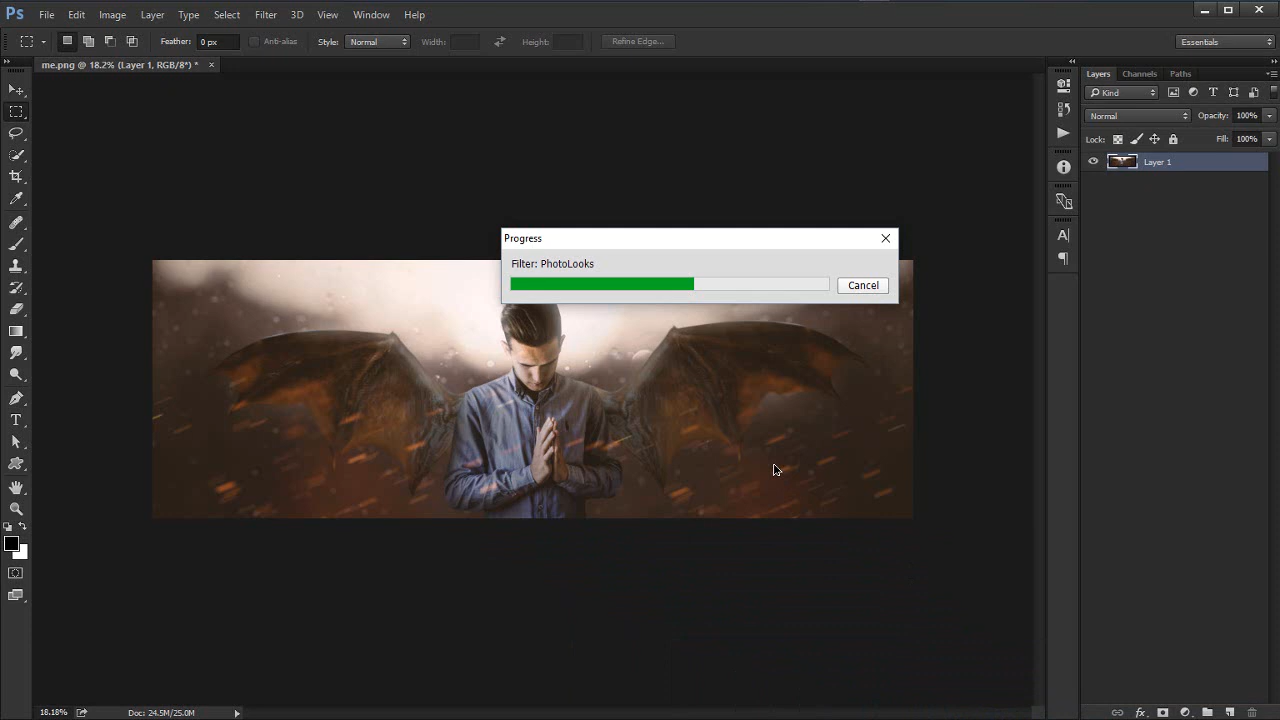 Ps File Edit Image Layer Type Select Filter 3D View Window Help
Feather: 0 px Anti-alias Style: Normal Width: Height: Refine Edge... Essentials
me.png @ 18.2% (Layer 1, RGB/8*) * ×
Layers Channels Paths
Kind
Normal Opacity: 100%
Lock: Fill: 100%
Layer 1
Progress
Filter: PhotoLooks
Cancel
18.18% Doc: 24.5M/25.0M